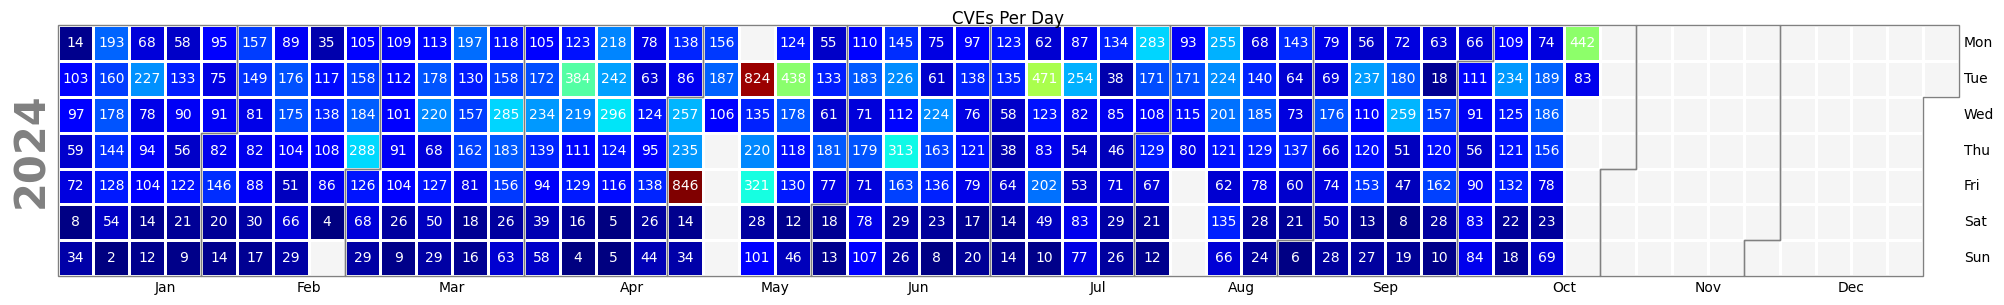 CVEs Per Day
14 193 68 58 95 157 89 35 105 109 113 197 118 105 123 218 78 138 156 124 55 110 145 75 97 123 62 87 134 283 93 255 68 143 79 56 72 63 66 109 74 442 Mon
103 160 227 133 75 149 176 117 158 112 178 130 158 172 384 242 63 86 187 824 438 133 183 226 61 138 135 471 254 38 171 171 224 140 64 69 237 180 18 111 234 189 83 Tue
97 178 78 90 91 81 175 138 184 101 220 157 285 234 219 296 124 257 106 135 178 61 71 112 224 76 58 123 82 85 108 115 201 185 73 176 110 259 157 91 125 186 Wed
59 144 94 56 82 82 104 108 288 91 68 162 183 139 111 124 95 235 220 118 181 179 313 163 121 38 83 54 46 129 80 121 129 137 66 120 51 120 56 121 156 Thu
72 128 104 122 146 88 51 86 126 104 127 81 156 94 129 116 138 846 321 130 77 71 163 136 79 64 202 53 71 67 62 78 60 74 153 47 162 90 132 78 Fri
8 54 14 21 20 30 66 4 68 26 50 18 26 39 16 5 26 14 28 12 18 78 29 23 17 14 49 83 29 21 135 28 21 50 13 8 28 83 22 23 Sat
34 2 12 9 14 17 29 29 9 29 16 63 58 4 5 44 34 101 46 13 107 26 8 20 14 10 77 26 12 66 24 6 28 27 19 10 84 18 69 Sun
2024
Jan Feb Mar Apr May Jun Jul Aug Sep Oct Nov Dec